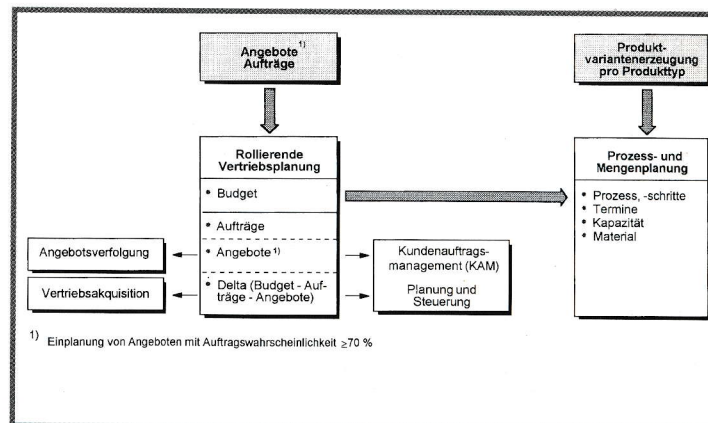 Angebote 1)
Aufträge
Produkt-
variantenerzeugung
pro Produkttyp
Rollierende
Vertriebsplanung
• Budget
• Aufträge
• Angebote 1)
• Delta (Budget - Auf-
träge - Angebote)
Prozess- und
Mengenplanung
• Prozess, -schritte
• Termine
• Kapazität
• Material
Angebotsverfolgung
Vertriebsakquisition
Kundenauftrags-
management (KAM)
Planung und
Steuerung
1) Einplanung von Angeboten mit Auftragswahrscheinlichkeit ≥70 %